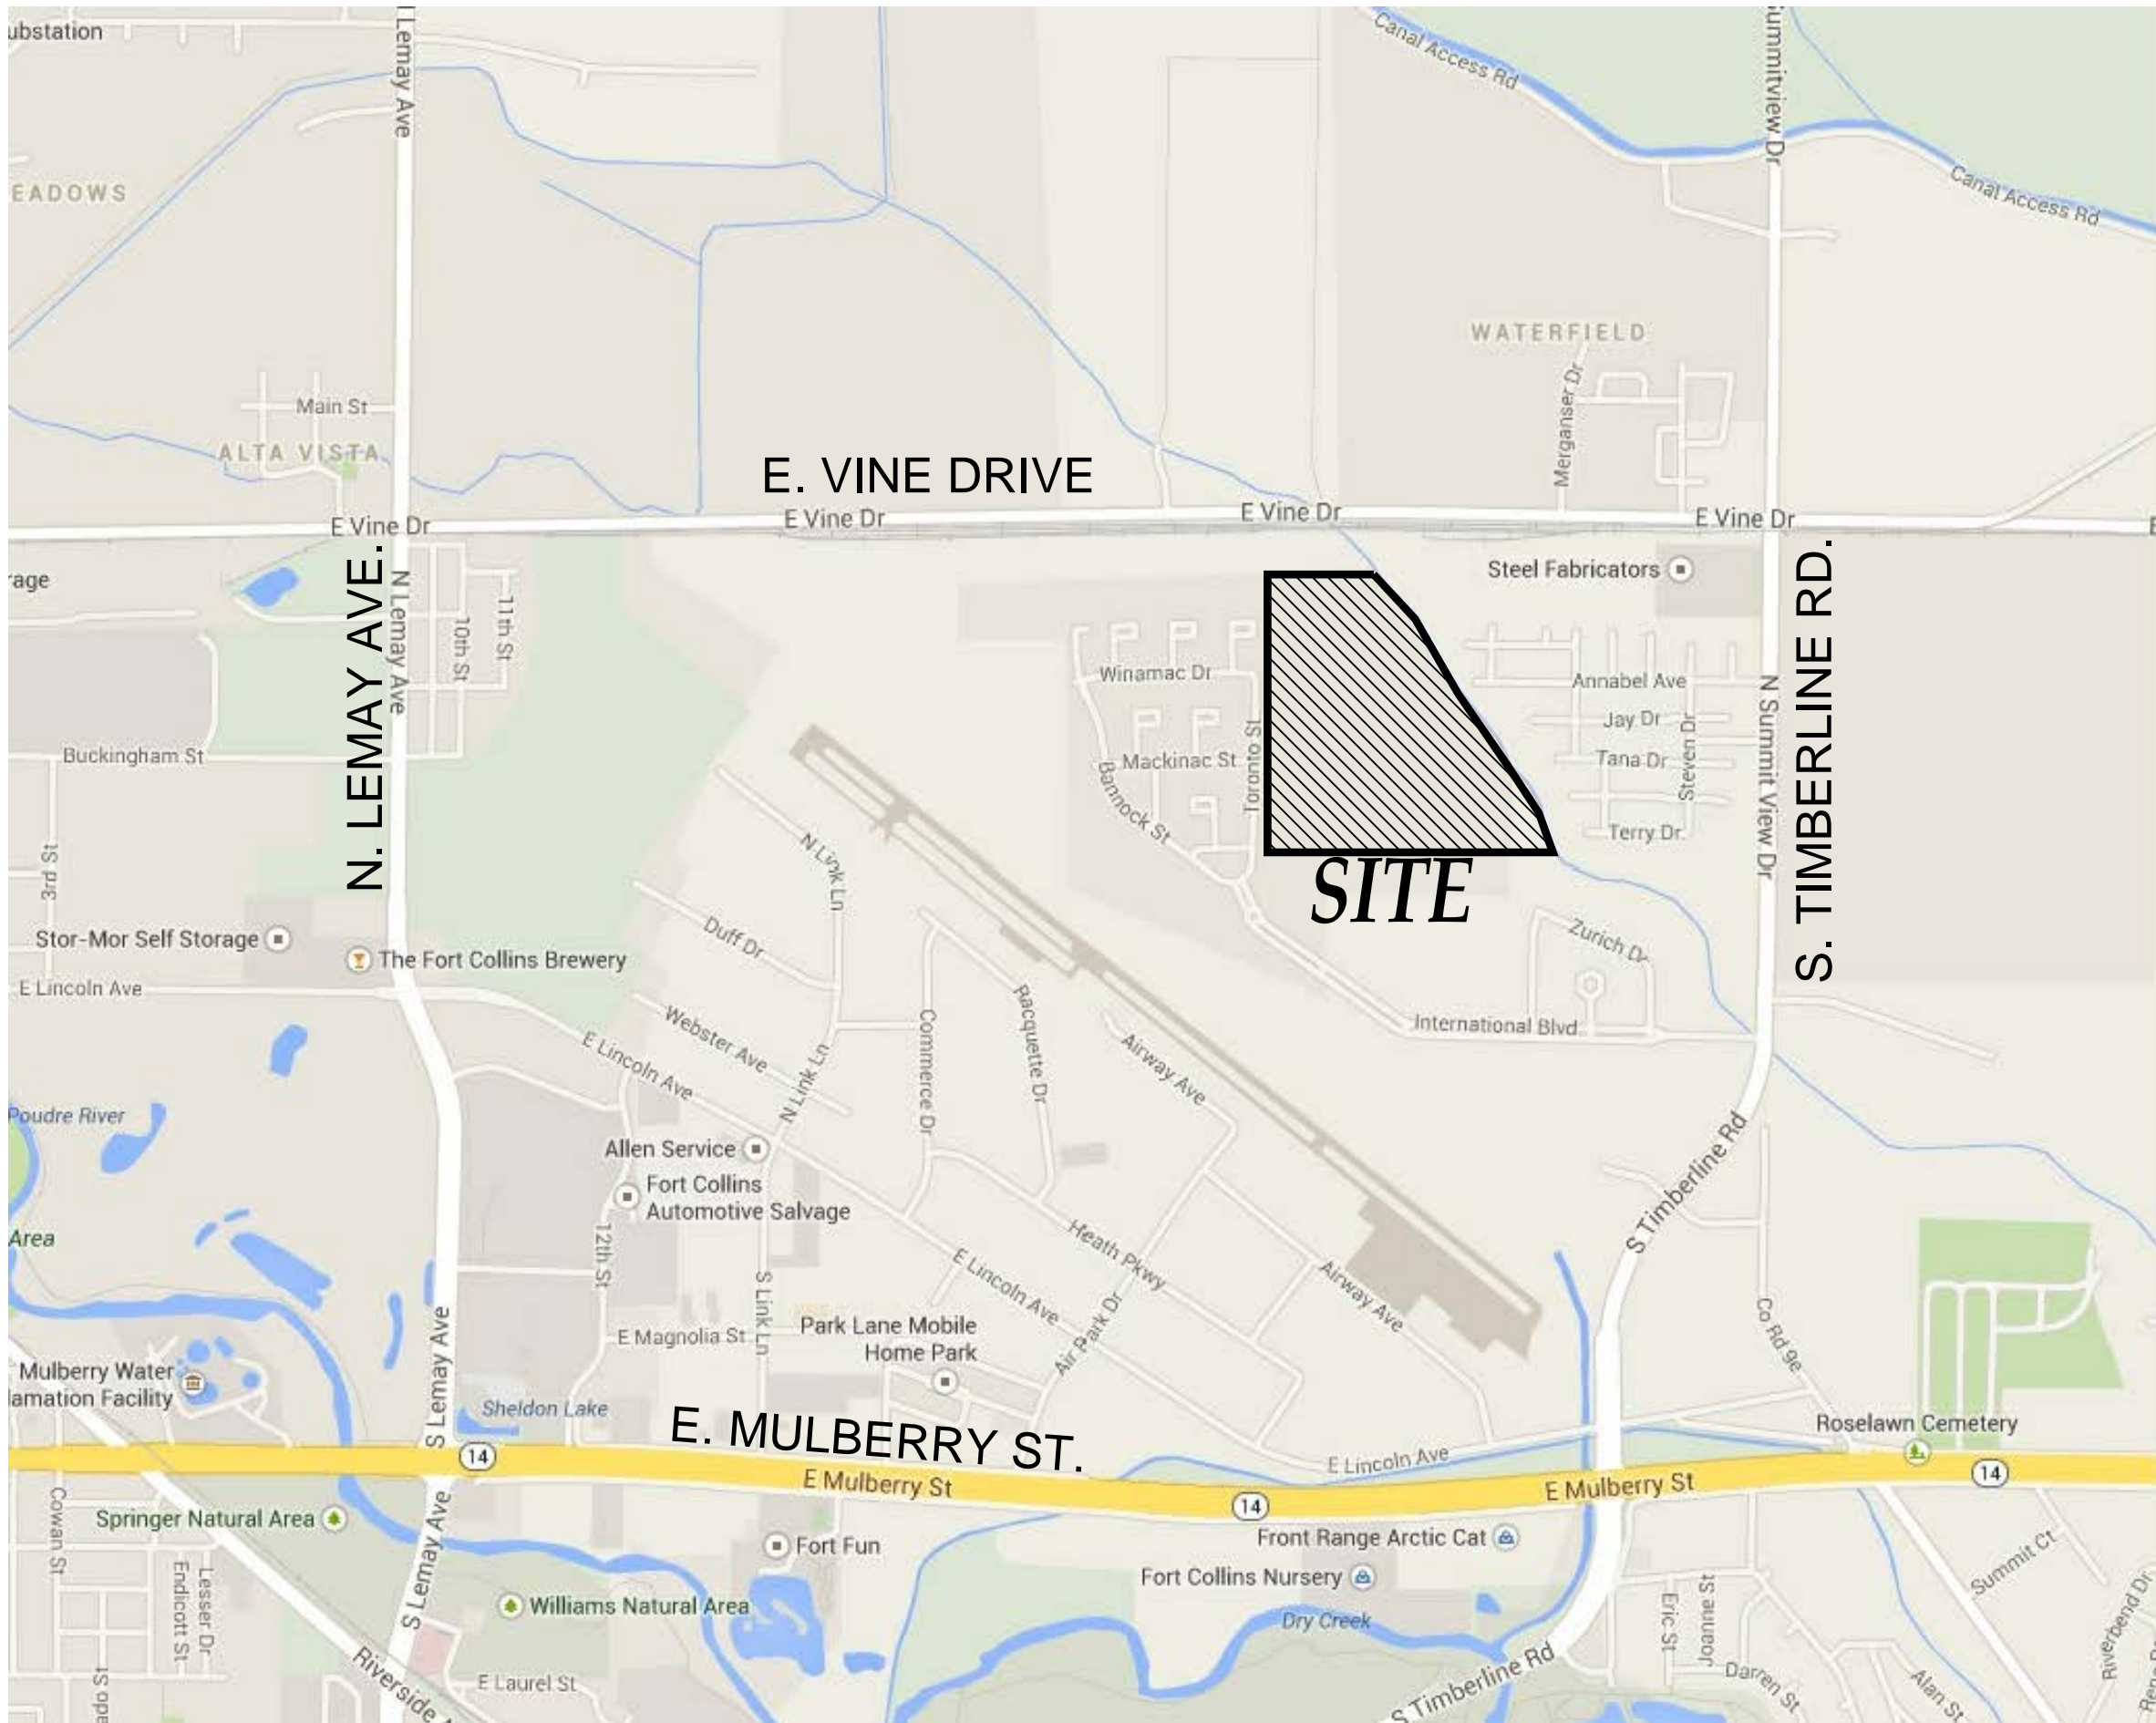 ubstation
N Lemay Ave
Canal Access Rd
Summitview Dr
Canal Access Rd
EADOWS
WATERFIELD
Merganser Dr
Main St
ALTA VISTA
E. VINE DRIVE
E Vine Dr
E Vine Dr
E Vine Dr
E Vine Dr
E
rage
N. LEMAY AVE.
N Lemay Ave
10th St
11th St
Steel Fabricators
S. TIMBERLINE RD.
N Summit View Dr
Winamac Dr
Annabel Ave
Jay Dr
Steven Dr
Mackinac St
Toronto St
Tana Dr
Bannock St
Terry Dr
Buckingham St
N Link Ln
3rd St
SITE
Duff Dr
Zurich Dr
Stor-Mor Self Storage
The Fort Collins Brewery
E Lincoln Ave
Webster Ave
Racquette Dr
Commerce Dr
International Blvd
E Lincoln Ave
N Link Ln
Airway Ave
Poudre River
S Timberline Rd
Allen Service
Fort Collins
Automotive Salvage
Area
12th St
Heath Pkwy
E Lincoln Ave
Airway Ave
S Link Ln
Co Rd 9e
S Lemay Ave
E Magnolia St
Park Lane Mobile
Home Park
Air Park Dr
Mulberry Water
lamation Facility
Sheldon Lake
E. MULBERRY ST.
Roselawn Cemetery
14
E Lincoln Ave
E Mulberry St
14
E Mulberry St
14
Cowan St
Springer Natural Area
S Lemay Ave
Fort Fun
Front Range Arctic Cat
Fort Collins Nursery
Summit Ct
Lesser Dr
Endicott St
Williams Natural Area
Dry Creek
Eric St
Joanne St
Riverbend Dr
E Laurel St
Riverside
S Timberline Rd
Darren St
Alan St